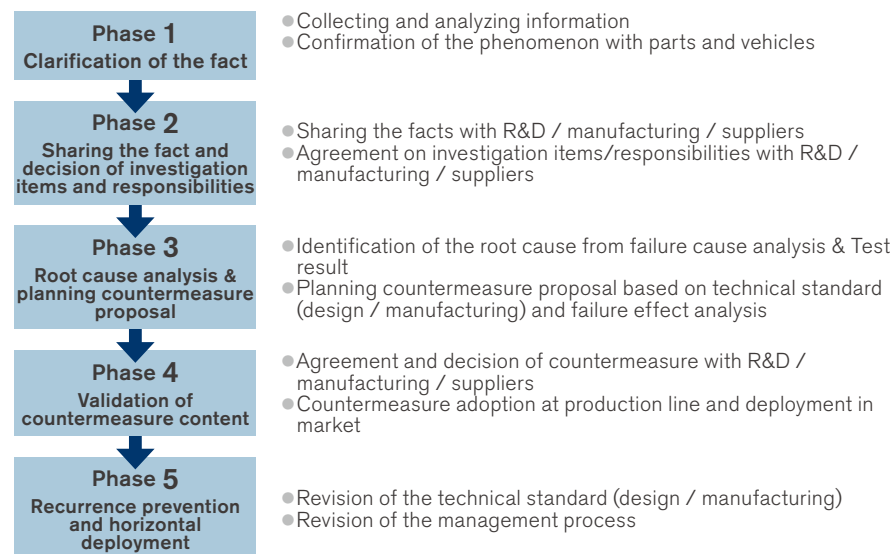 Phase 1
Clarification of the fact
●Collecting and analyzing information
●Confirmation of the phenomenon with parts and vehicles
Phase 2
Sharing the fact and
decision of investigation
items and responsibilities
●Sharing the facts with R&D / manufacturing / suppliers
●Agreement on investigation items/responsibilities with R&D /
manufacturing / suppliers
Phase 3
Root cause analysis &
planning countermeasure
proposal
●Identification of the root cause from failure cause analysis & Test
result
●Planning countermeasure proposal based on technical standard
(design / manufacturing) and failure effect analysis
Phase 4
Validation of
countermeasure content
●Agreement and decision of countermeasure with R&D /
manufacturing / suppliers
●Countermeasure adoption at production line and deployment in
market
Phase 5
Recurrence prevention
and horizontal
deployment
●Revision of the technical standard (design / manufacturing)
●Revision of the management process